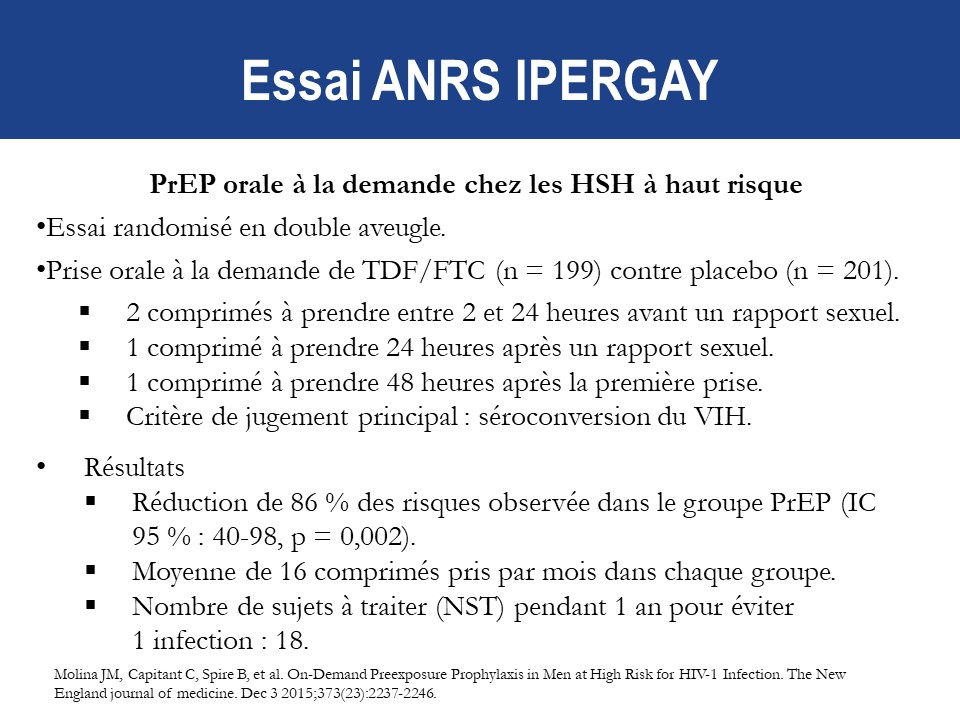 Essai ANRS IPERGAY
PrEP orale à la demande chez les HSH à haut risque
•Essai randomisé en double aveugle.
•Prise orale à la demande de TDF/FTC (n = 199) contre placebo (n = 201).
▪ 2 comprimés à prendre entre 2 et 24 heures avant un rapport sexuel.
▪ 1 comprimé à prendre 24 heures après un rapport sexuel.
▪ 1 comprimé à prendre 48 heures après la première prise.
▪ Critère de jugement principal : séroconversion du VIH.
• Résultats
▪ Réduction de 86 % des risques observée dans le groupe PrEP (IC
95 % : 40-98, p = 0,002).
▪ Moyenne de 16 comprimés pris par mois dans chaque groupe.
▪ Nombre de sujets à traiter (NST) pendant 1 an pour éviter
1 infection : 18.
Molina JM, Capitant C, Spire B, et al. On-Demand Preexposure Prophylaxis in Men at High Risk for HIV-1 Infection. The New
England journal of medicine. Dec 3 2015;373(23):2237-2246.